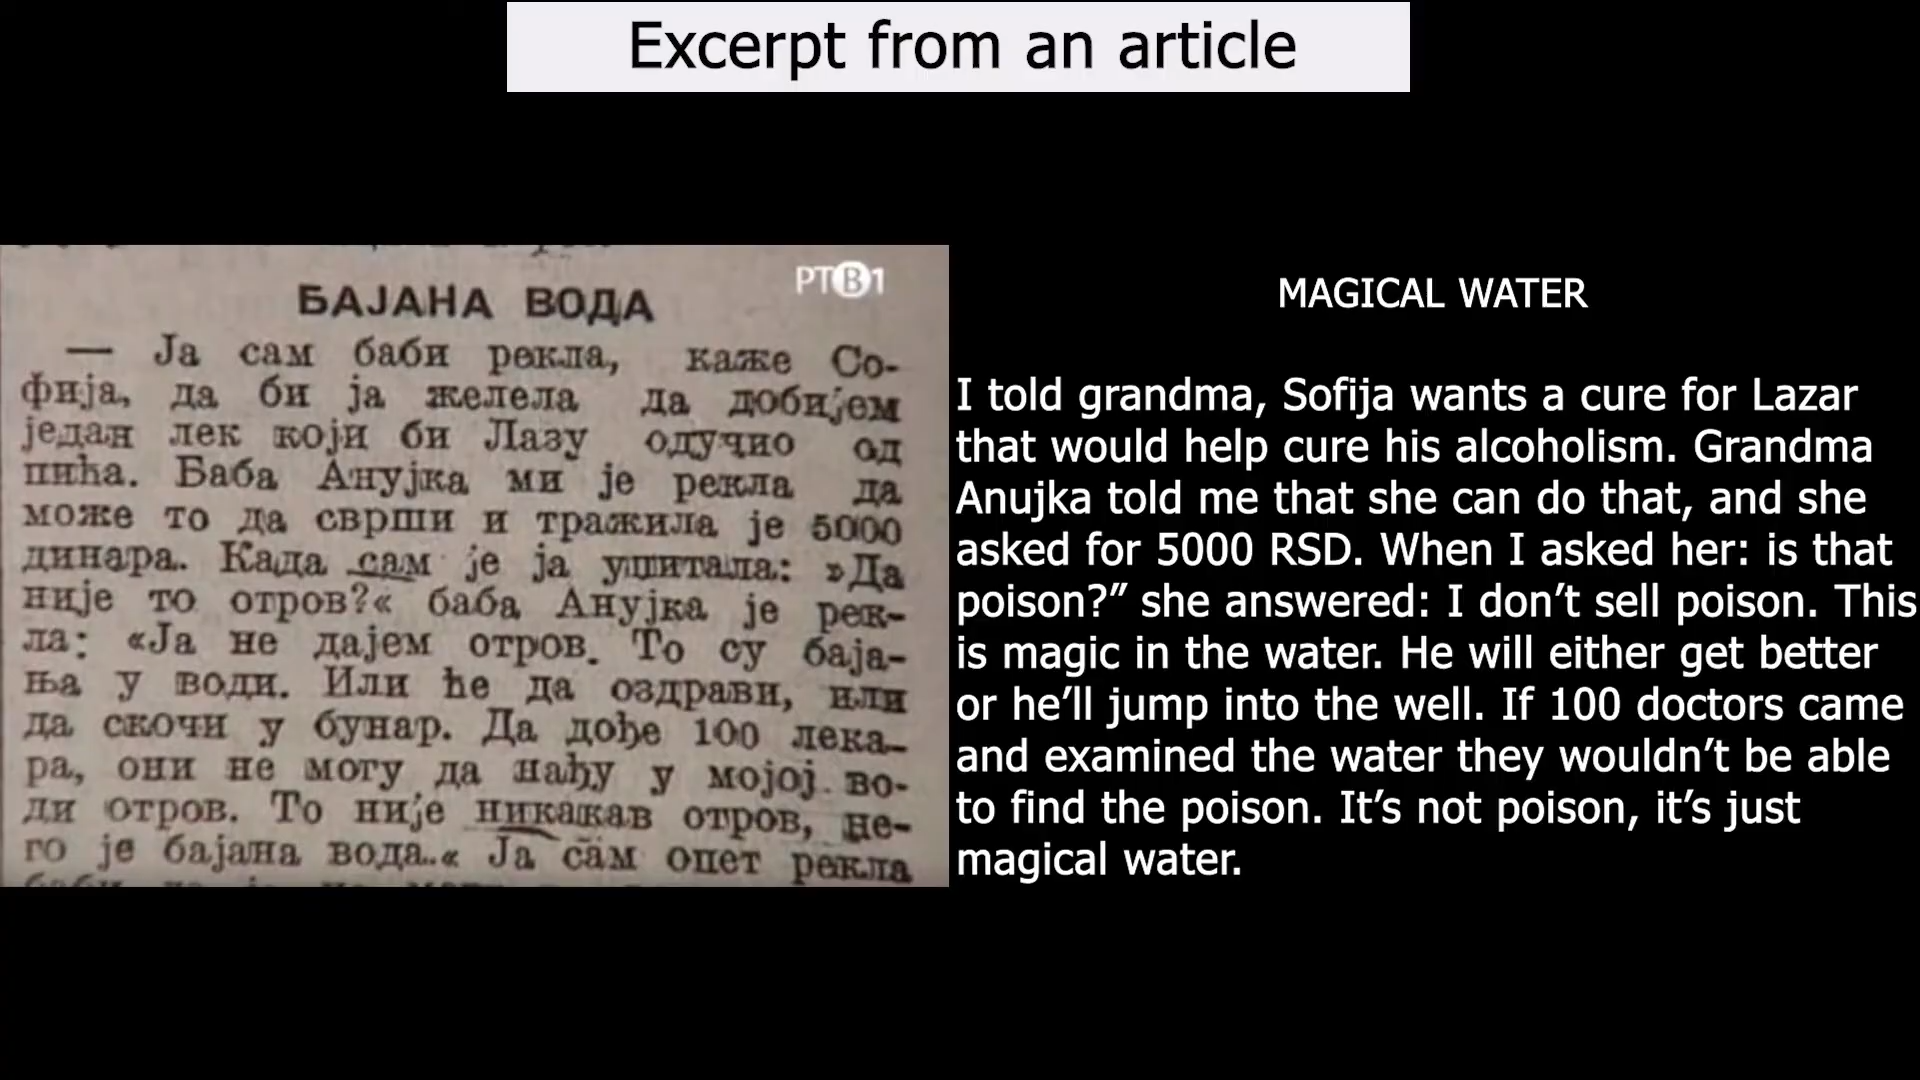 Excerpt from an article
РТВ1
БАЈАНА ВОДА
— Ја сам баби рекла, каже Со-
фија, да би ја желела да добијем
један лек који би Лазу одучио од
пића. Баба Анујка ми је рекла да
може то да сврши и тражила је 5000
динара. Када сам је ја упитала: »Да
није то отров?« баба Анујка је рек-
ла: «Ја не дајем отров. То су баја-
ња у води. Или ће да оздрави, или
да скочи у бунар. Да дође 100 лека-
ра, они не могу да нађу у мојој во-
ди отров. То није никакав отров, не-
го је бајана вода.« Ја сам опет рекла
MAGICAL WATER
I told grandma, Sofija wants a cure for Lazar
that would help cure his alcoholism. Grandma
Anujka told me that she can do that, and she
asked for 5000 RSD. When I asked her: is that
poison?” she answered: I don’t sell poison. This
is magic in the water. He will either get better
or he’ll jump into the well. If 100 doctors came
and examined the water they wouldn’t be able
to find the poison. It’s not poison, it’s just
magical water.